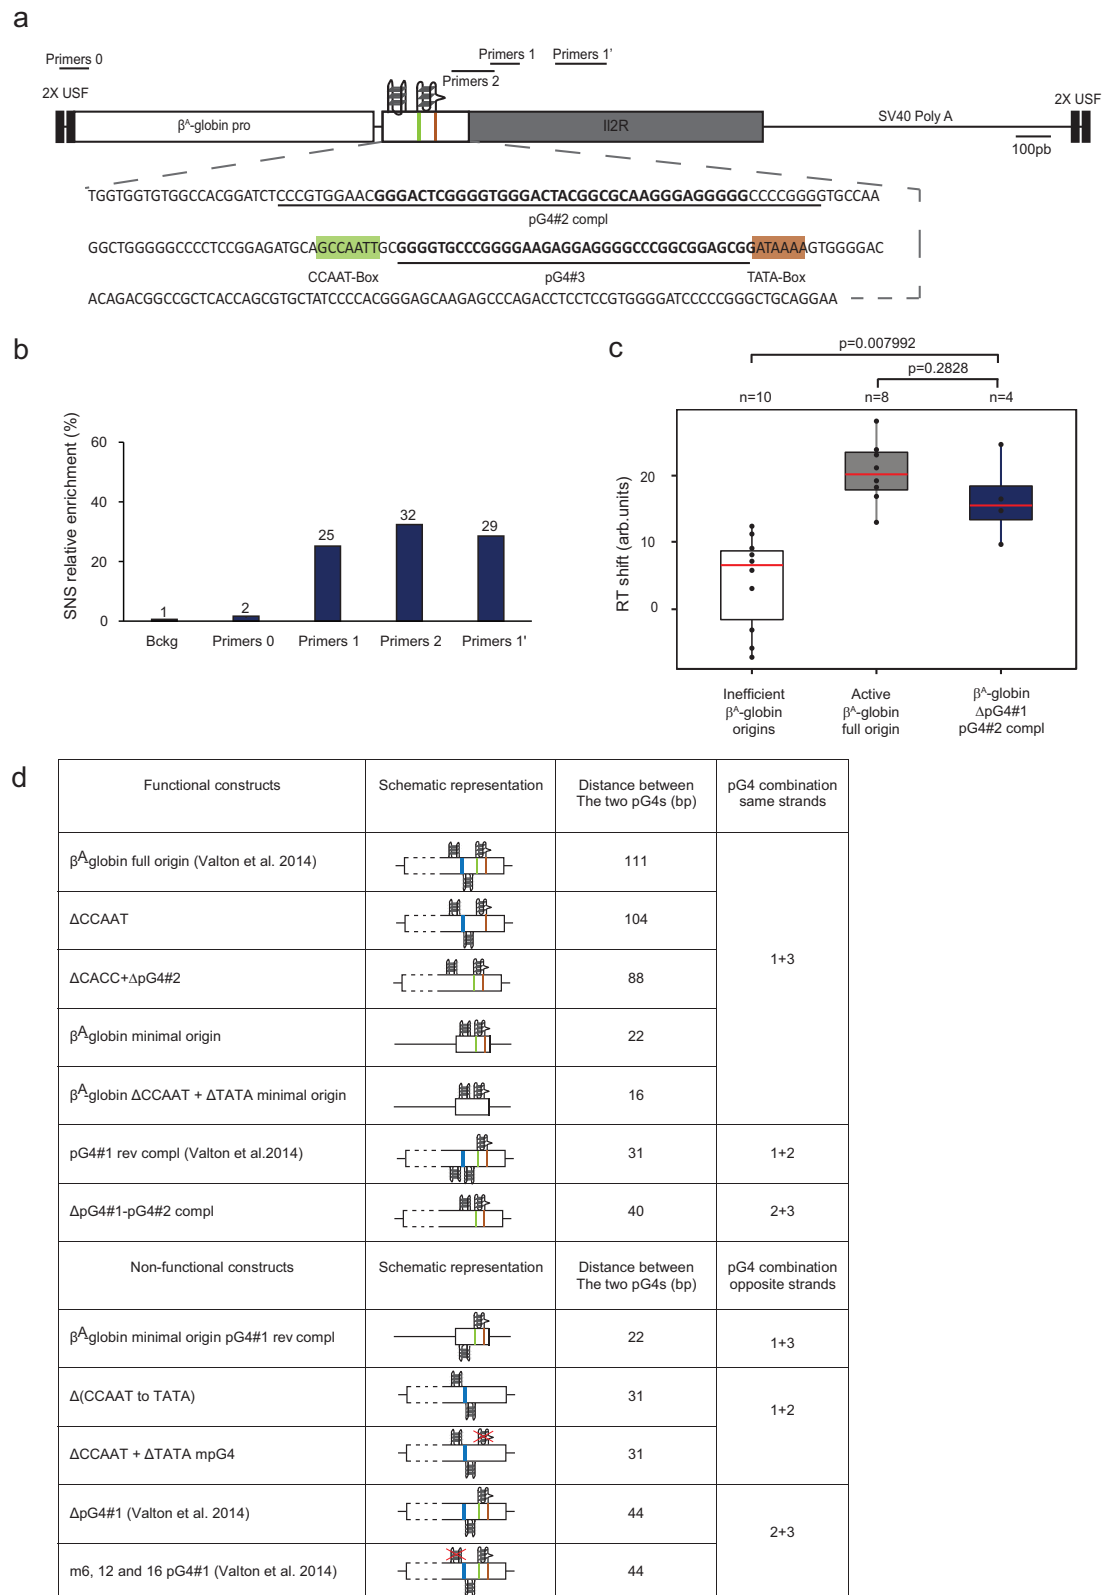 a
Primers 0
Primers 1
Primers 1'
Primers 2
2X USF
2X USF
βᴬ-globin pro
Il2R
SV40 Poly A
100pb
TGGTGGTGTGGCCACGGATCTCCCGTGGAACGGGACTCGGGGTGGGACTACGGCGCAAGGGAGGGGGCCCCGGGGTGCCAA
pG4#2 compl
GGCTGGGGGCCCCTCCGGAGATGCAGCCAATTGCGGGGTGCCCGGGGAAGAGGAGGGGCCCGGCGGAGCGGATAAAAGTGGGGAC
CCAAT-Box
pG4#3
TATA-Box
ACAGACGGCCGCTCACCAGCGTGCTATCCCCACGGGAGCAAGAGCCCAGACCTCCTCCGTGGGGATCCCCCGGGCTGCAGGAA
b
SNS relative enrichment (%)
60
40
20
0
1
2
25
32
29
Bckg
Primers 0
Primers 1
Primers 2
Primers 1'
c
p=0.007992
p=0.2828
n=10
n=8
n=4
RT shift (arb.units)
20
10
0
Inefficient
βᴬ-globin
origins
Active
βᴬ-globin
full origin
βᴬ-globin
ΔpG4#1
pG4#2 compl
d
Functional constructs
Schematic representation
Distance between
The two pG4s (bp)
pG4 combination
same strands
βᴬglobin full origin (Valton et al. 2014)
111
ΔCCAAT
104
1+3
ΔCACC+ΔpG4#2
88
βᴬglobin minimal origin
22
βᴬ-globin ΔCCAAT + ΔTATA minimal origin
16
pG4#1 rev compl (Valton et al.2014)
31
1+2
ΔpG4#1-pG4#2 compl
40
2+3
Non-functional constructs
Schematic representation
Distance between
The two pG4s (bp)
pG4 combination
opposite strands
βᴬglobin minimal origin pG4#1 rev compl
22
1+3
Δ(CCAAT to TATA)
31
1+2
ΔCCAAT + ΔTATA mpG4
31
ΔpG4#1 (Valton et al. 2014)
44
2+3
m6, 12 and 16 pG4#1 (Valton et al. 2014)
44